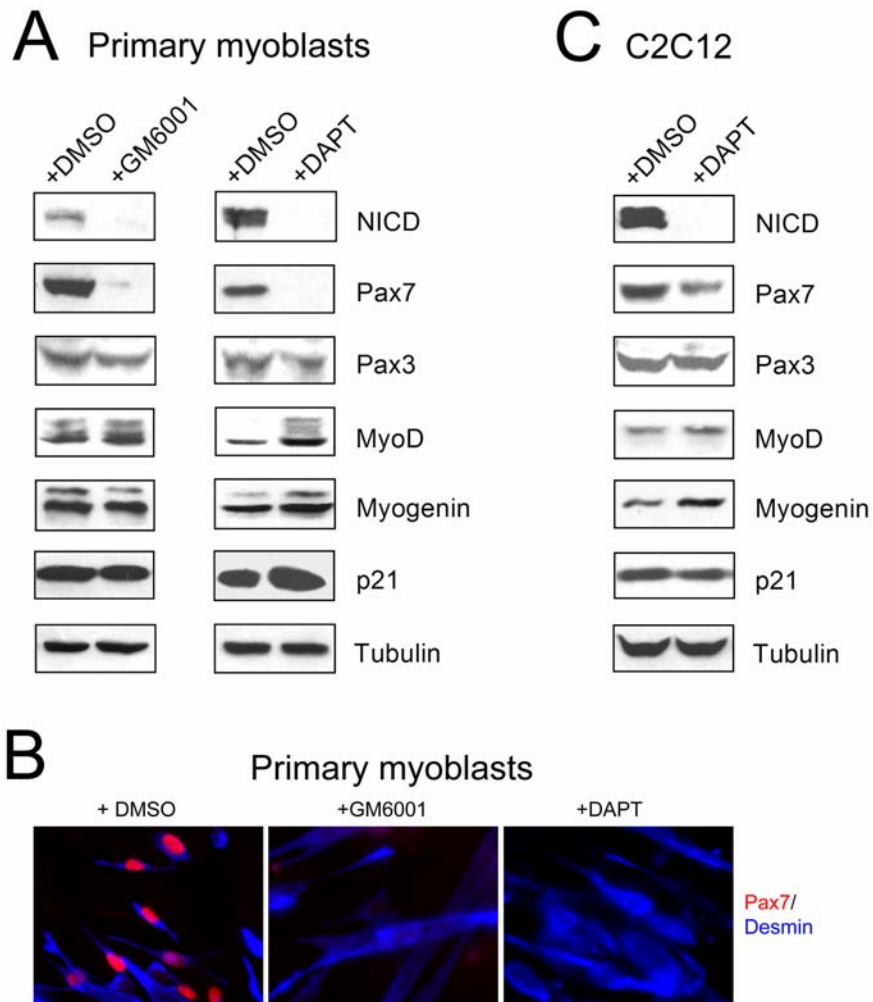 A Primary myoblasts
+DMSO +GM6001 +DMSO +DAPT
NICD
Pax7
Pax3
MyoD
Myogenin
p21
Tubulin
C C2C12
+DMSO +DAPT
NICD
Pax7
Pax3
MyoD
Myogenin
p21
Tubulin
B Primary myoblasts
+ DMSO +GM6001 +DAPT
Pax7/
Desmin